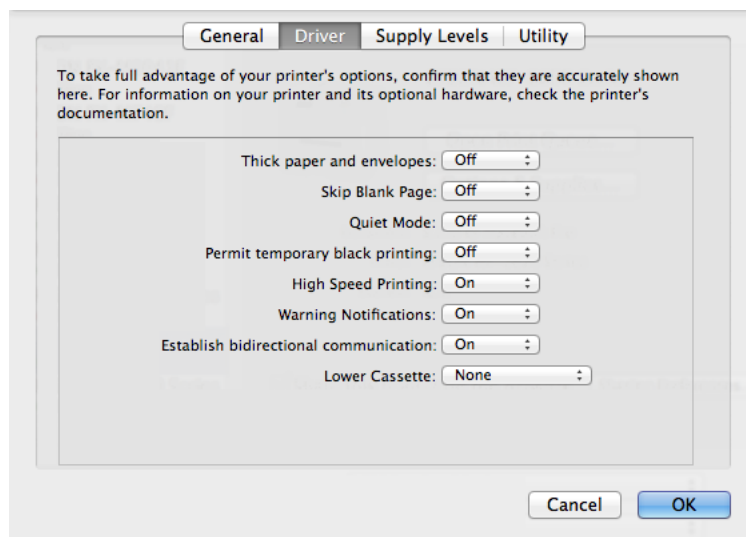 General Driver Supply Levels Utility
To take full advantage of your printer's options, confirm that they are accurately shown
here. For information on your printer and its optional hardware, check the printer's
documentation.
Thick paper and envelopes: Off
Skip Blank Page: Off
Quiet Mode: Off
Permit temporary black printing: Off
High Speed Printing: On
Warning Notifications: On
Establish bidirectional communication: On
Lower Cassette: None
Cancel OK